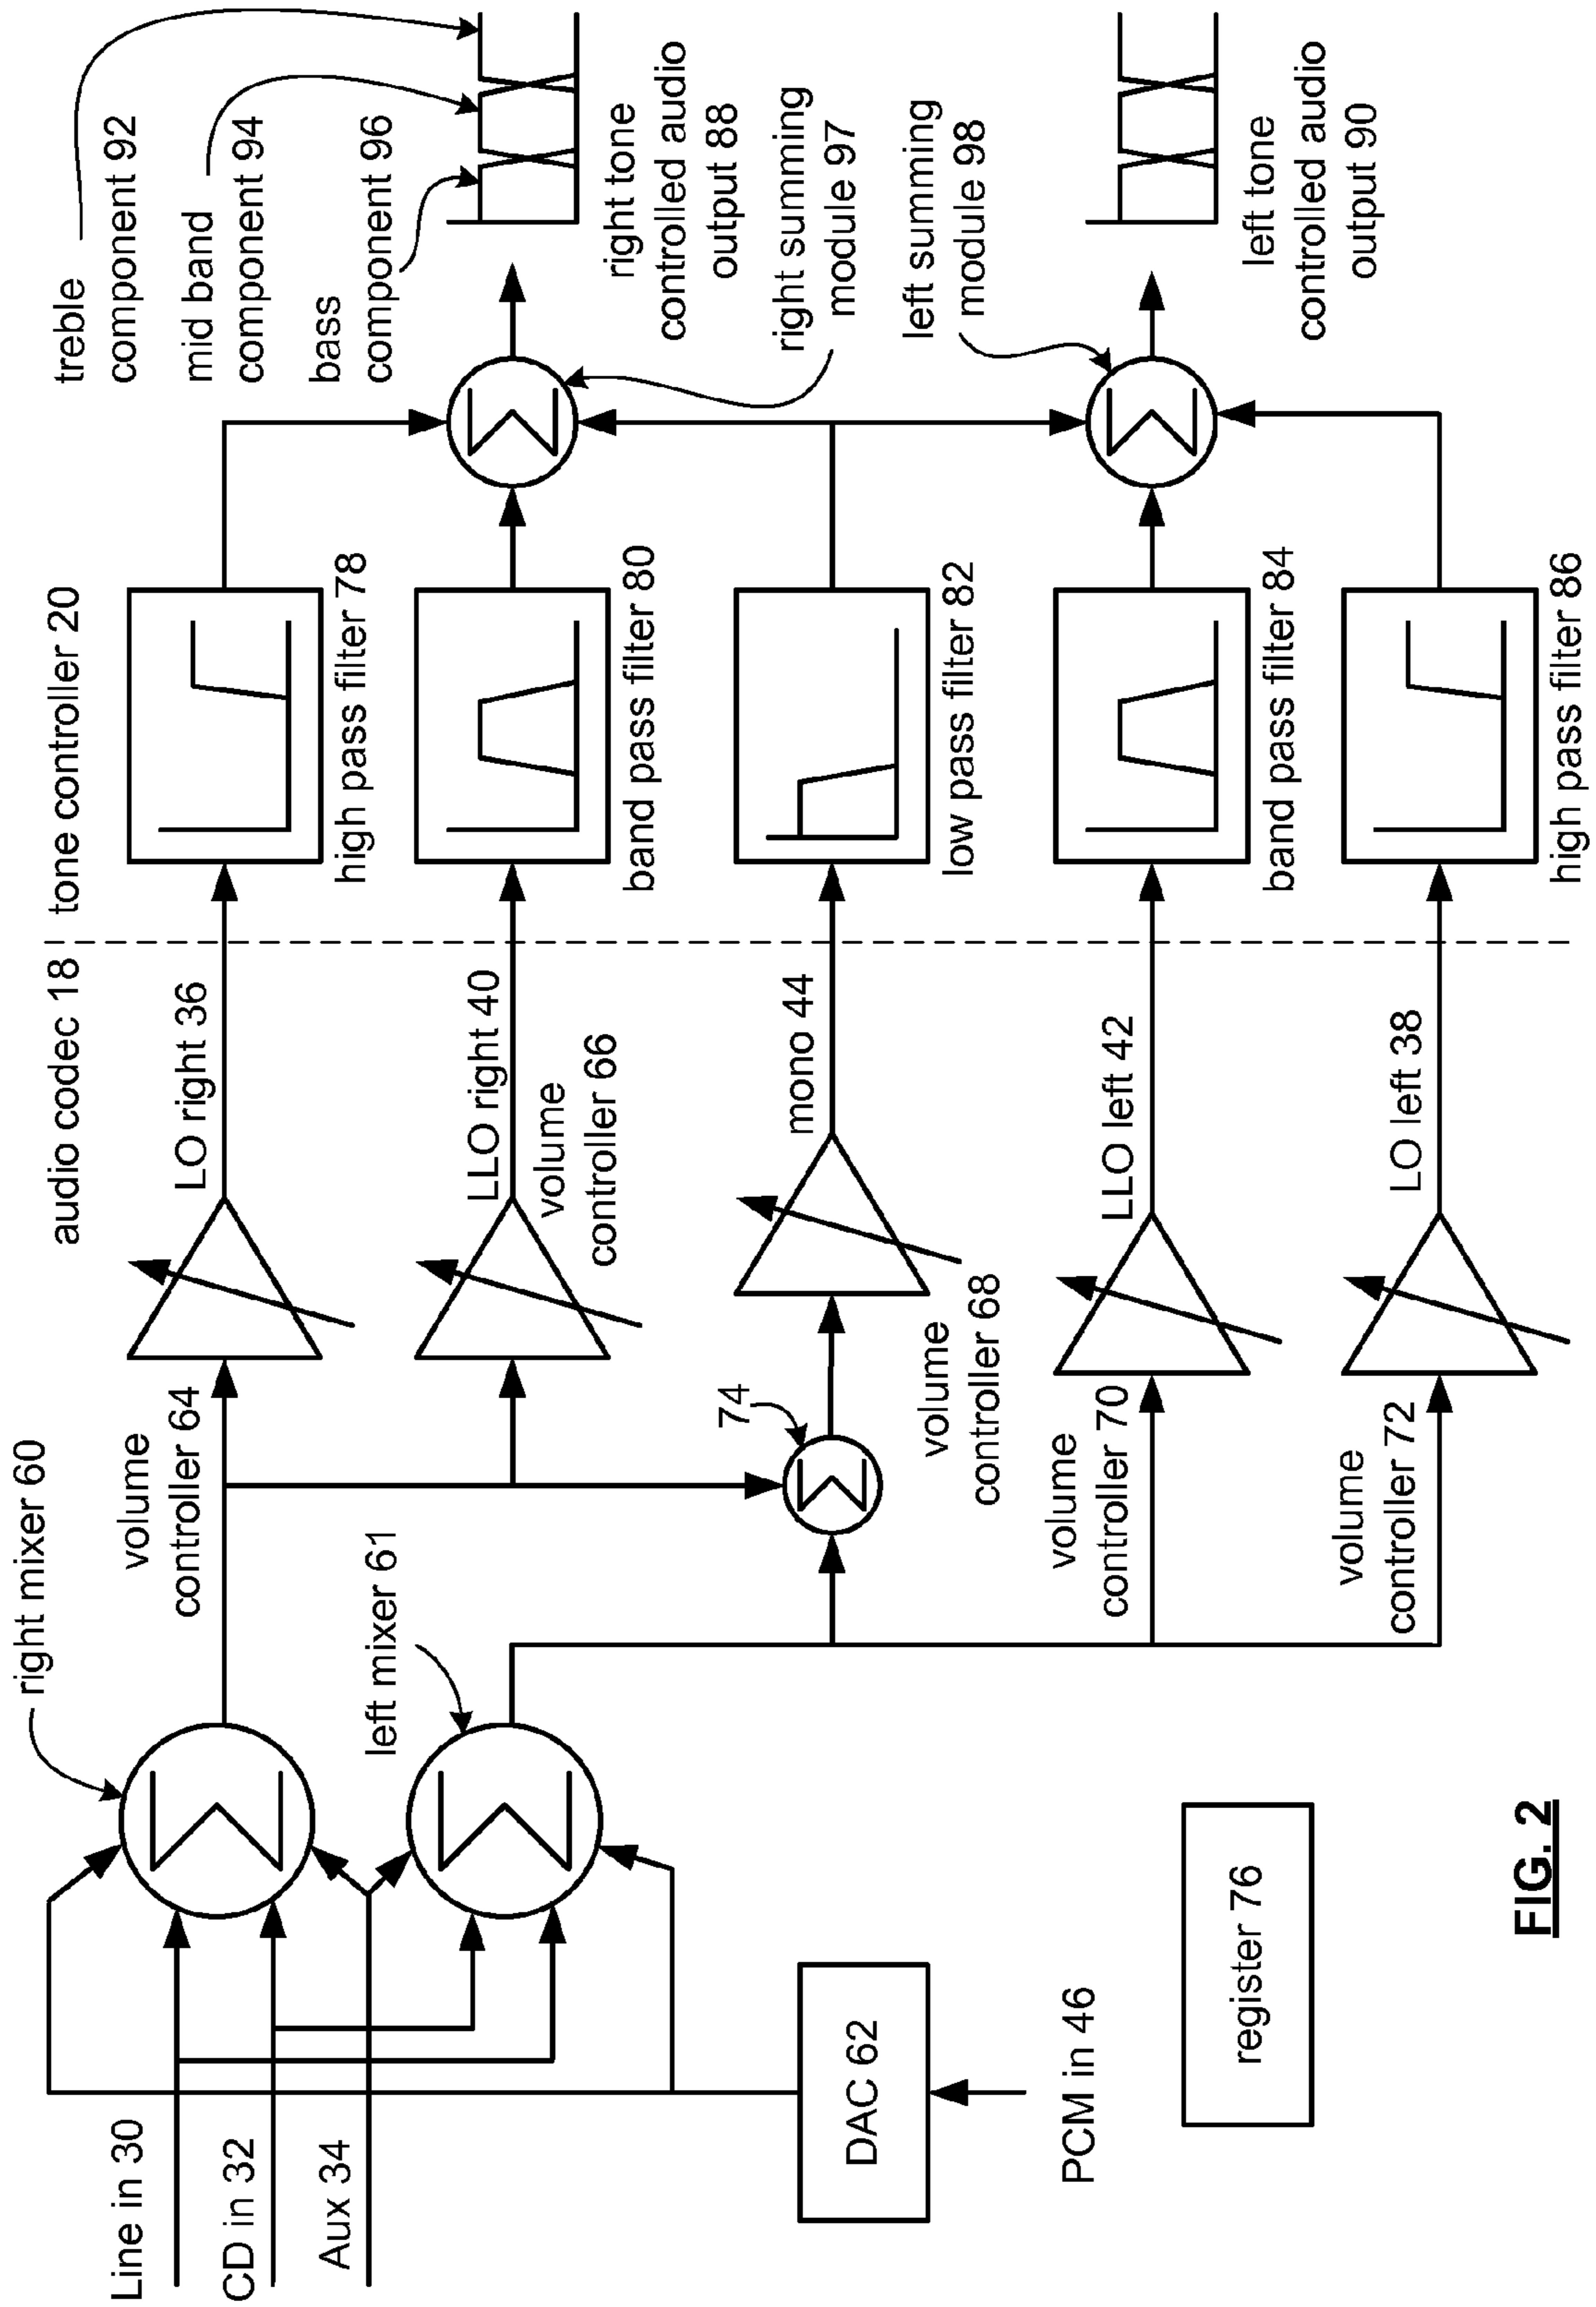 right mixer 60
Line in 30
CD in 32
Aux 34
left mixer 61
DAC 62
PCM in 46
register 76
volume
controller 64
audio codec 18
LO right 36
LLO right 40
volume
controller 66
74
mono 44
volume
controller 68
LLO left 42
volume
controller 70
LO left 38
volume
controller 72
tone controller 20
high pass filter 78
band pass filter 80
low pass filter 82
band pass filter 84
high pass filter 86
treble
component 92
mid band
component 94
bass
component 96
right tone
controlled audio
output 88
right summing
module 97
left summing
module 98
left tone
controlled audio
output 90
Σ
Σ
Σ
Σ
Σ
FIG. 2